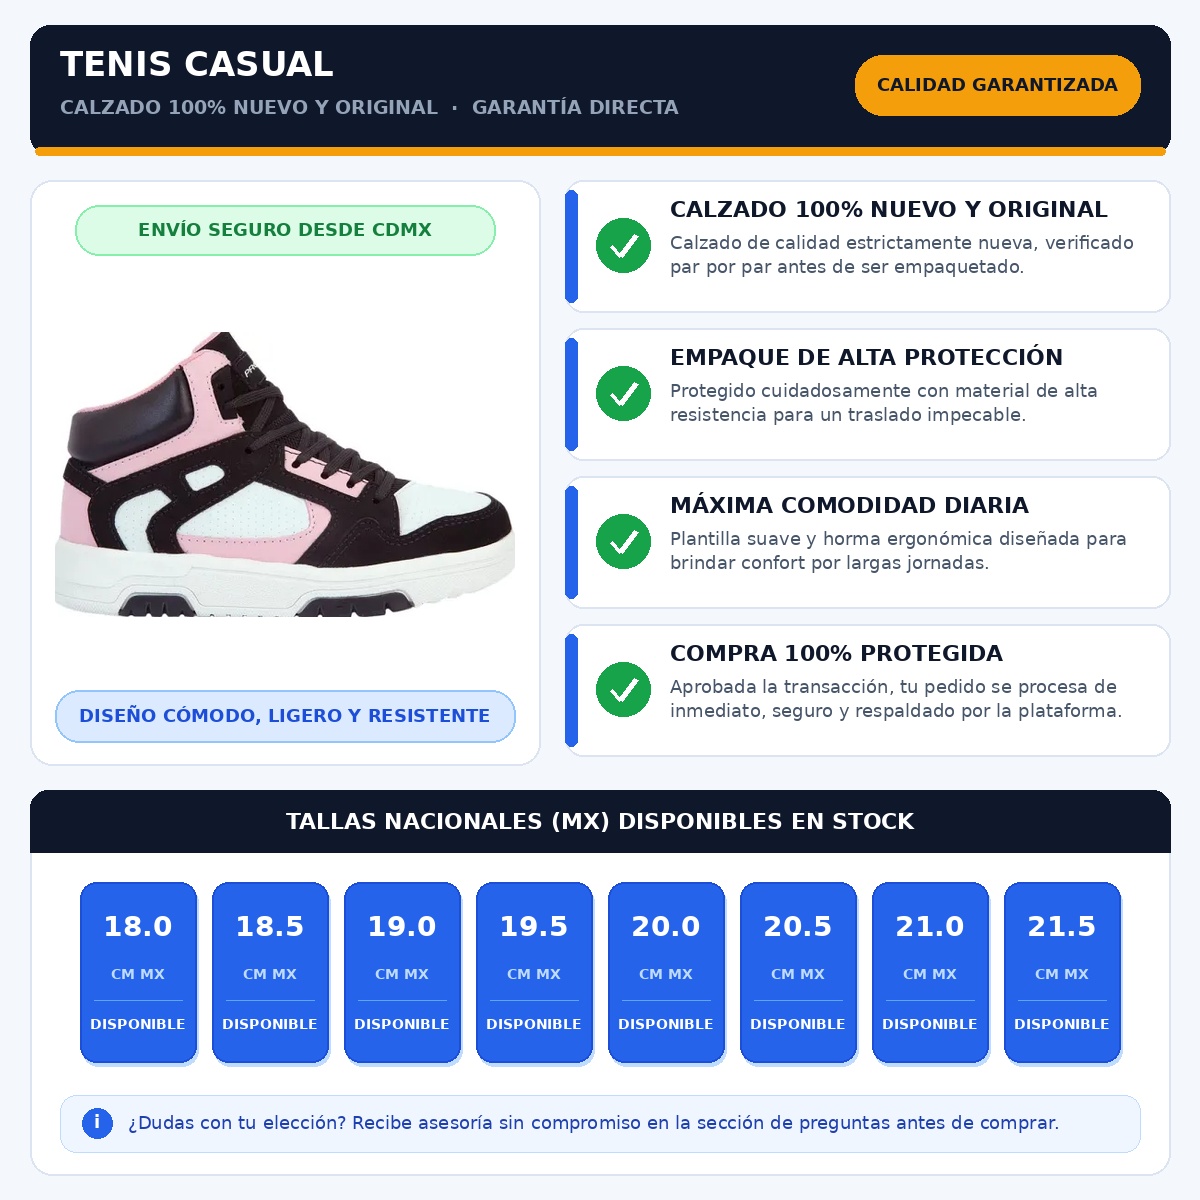 TENIS CASUAL
CALZADO 100% NUEVO Y ORIGINAL · GARANTÍA DIRECTA
CALIDAD GARANTIZADA
ENVÍO SEGURO DESDE CDMX
DISEÑO CÓMODO, LIGERO Y RESISTENTE
CALZADO 100% NUEVO Y ORIGINAL
Calzado de calidad estrictamente nueva, verificado
par por par antes de ser empaquetado.
EMPAQUE DE ALTA PROTECCIÓN
Protegido cuidadosamente con material de alta
resistencia para un traslado impecable.
MÁXIMA COMODIDAD DIARIA
Plantilla suave y horma ergonómica diseñada para
brindar confort por largas jornadas.
COMPRA 100% PROTEGIDA
Aprobada la transacción, tu pedido se procesa de
inmediato, seguro y respaldado por la plataforma.
TALLAS NACIONALES (MX) DISPONIBLES EN STOCK
18.0 18.5 19.0 19.5 20.0 20.5 21.0 21.5
CM MX CM MX CM MX CM MX CM MX CM MX CM MX CM MX
DISPONIBLE DISPONIBLE DISPONIBLE DISPONIBLE DISPONIBLE DISPONIBLE DISPONIBLE DISPONIBLE
i ¿Dudas con tu elección? Recibe asesoría sin compromiso en la sección de preguntas antes de comprar.